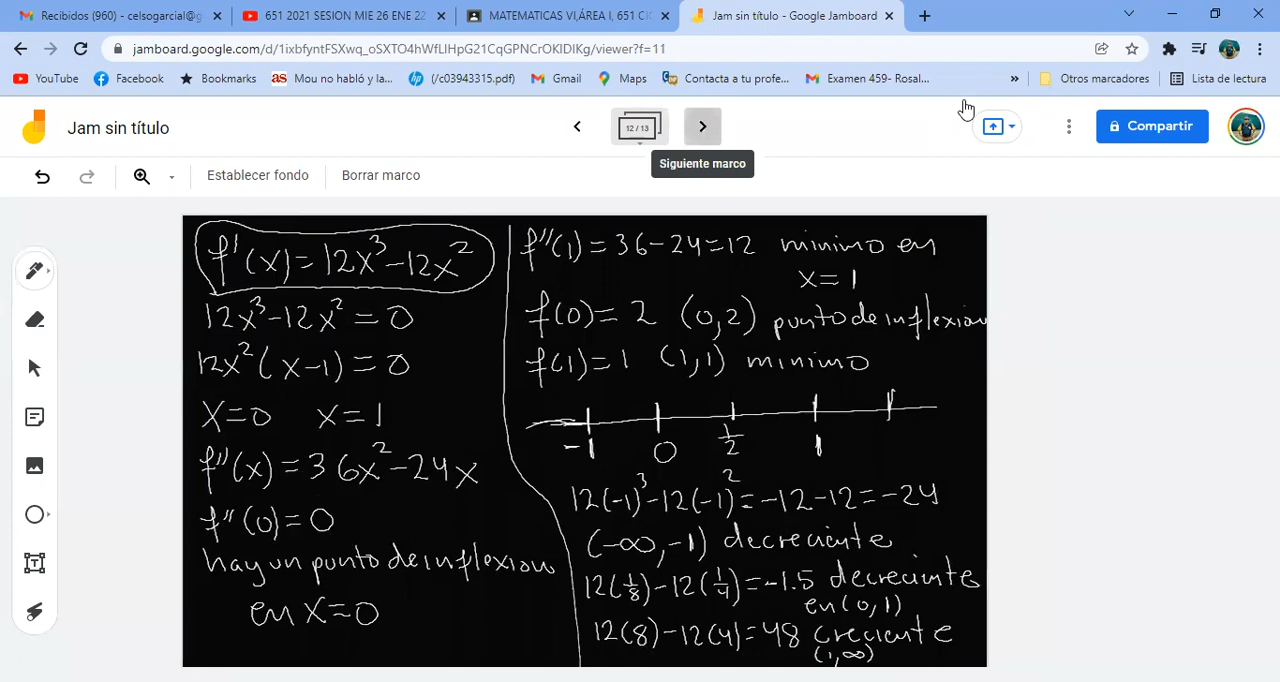 Recibidos (960) - celsogarcial@g
651 2021 SESION MIE 26 ENE 22
MATEMATICAS VI,ÁREA I, 651 CIC
Jam sin título - Google Jamboard
jamboard.google.com/d/1ixbfyntFSXwq_oSXTO4hWfLlHpG21CqGPNCrOKIDIKg/viewer?f=11
YouTube
Facebook
Bookmarks
as Mou no habló y la...
(/c03943315.pdf)
Gmail
Maps
Contacta a tu profe...
Examen 459- Rosal...
»
Otros marcadores
Lista de lectura
Jam sin título
12 / 13
Compartir
Siguiente marco
Establecer fondo
Borrar marco
f'(x)=12x³-12x²
12x³-12x²=0
12x²(x-1)=0
X=0 x=1
f''(x)=36x²-24x
f''(0)=0
hay un punto de inflexion
en X=0
f''(1)=36-24=12 minimo en
x=1
f(0)=2 (0,2) punto de inflexion
f(1)=1 (1,1) minimo
-1 0 1/2 1
12(-1)³-12(-1)²=-12-12=-24
(-∞,-1) decreciente
12(1/8)-12(1/4)=-1.5 decreciente
en (0,1)
12(8)-12(4)=48 creciente
(1,∞)